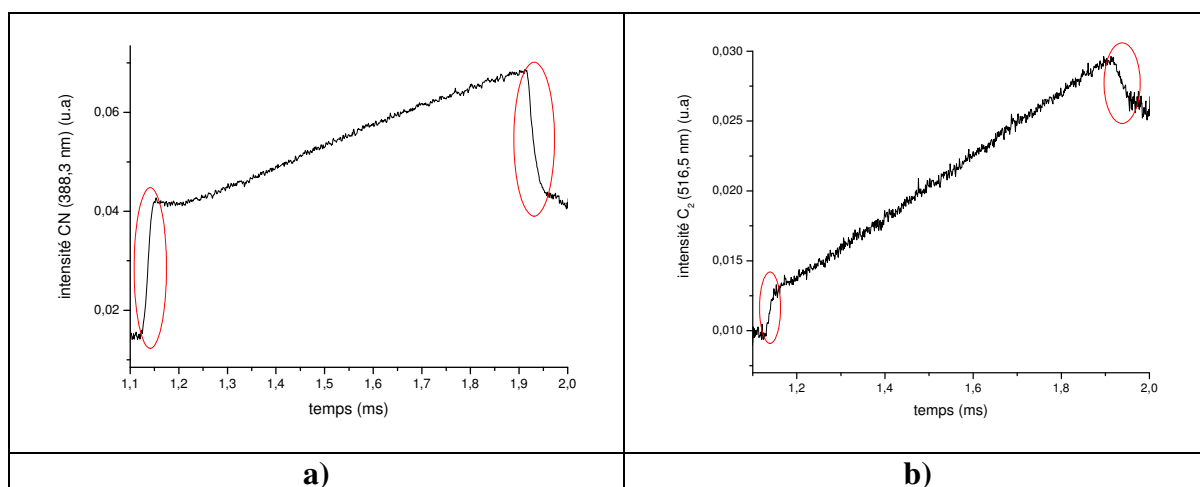 intensité CN (388,3 nm) (u.a)
0,06
0,04
0,02
1,1 1,2 1,3 1,4 1,5 1,6 1,7 1,8 1,9 2,0
temps (ms)
a)
intensité C2 (516,5 nm) (u.a)
0,030
0,025
0,020
0,015
0,010
1,2 1,4 1,6 1,8 2,0
temps (ms)
b)